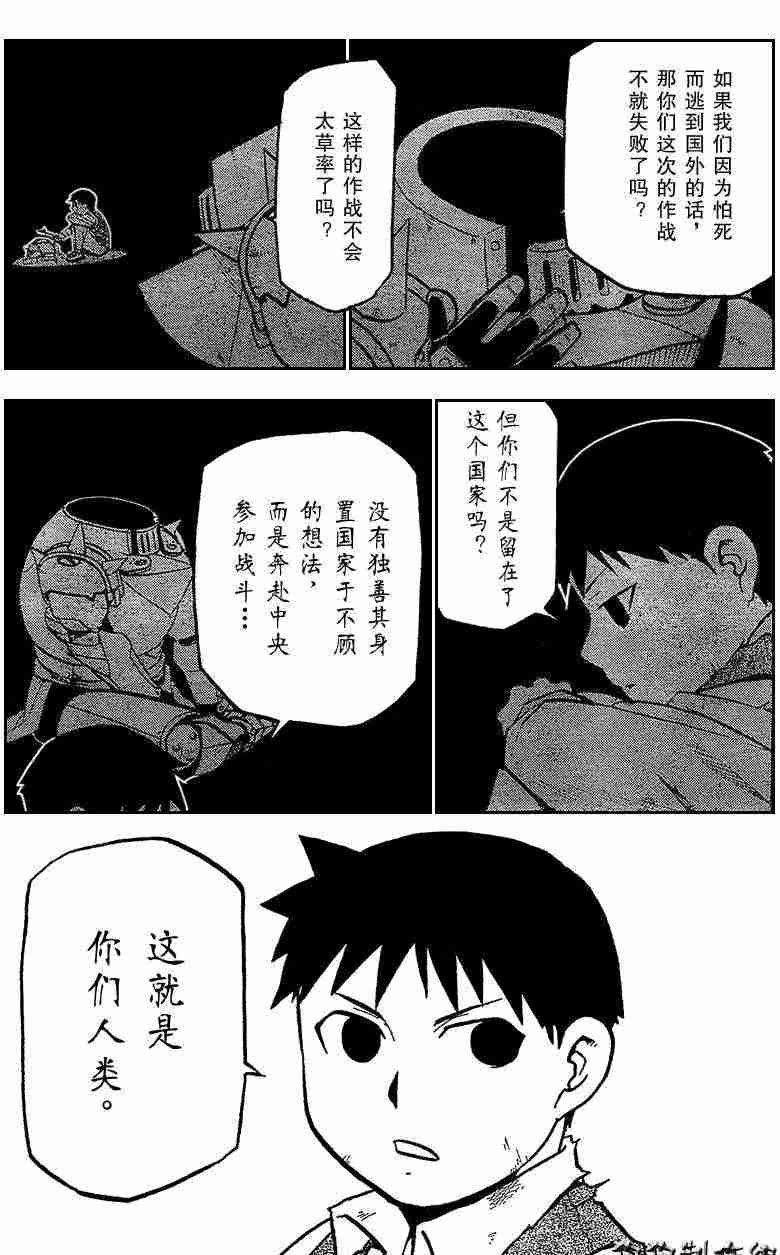 如果我们因为怕死
而逃到国外的话，
那你们这次的作战
不就失败了吗？
这样的作战不会
太草率了吗？
但你们不是留在了
这个国家吗？
没有独善其身
置国家于不顾
的想法，
而是奔赴中央
参加战斗…
这就是
你们人类。